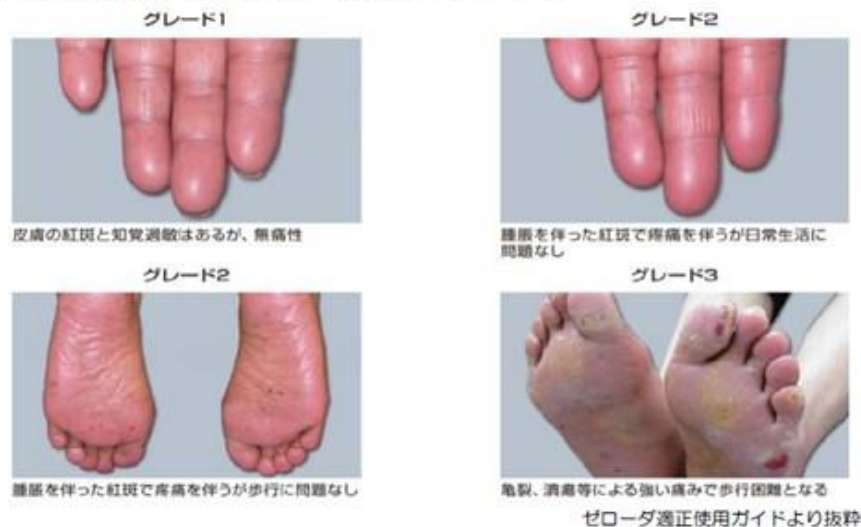 グレード1
皮膚の紅斑と知覚過敏はあるが、無痛性
グレード2
腫脹を伴った紅斑で疼痛を伴うが日常生活に
問題なし
グレード2
腫脹を伴った紅斑で疼痛を伴うが歩行に問題なし
グレード3
亀裂、潰瘍等による強い痛みで歩行困難となる
ゼローダ適正使用ガイドより抜粋